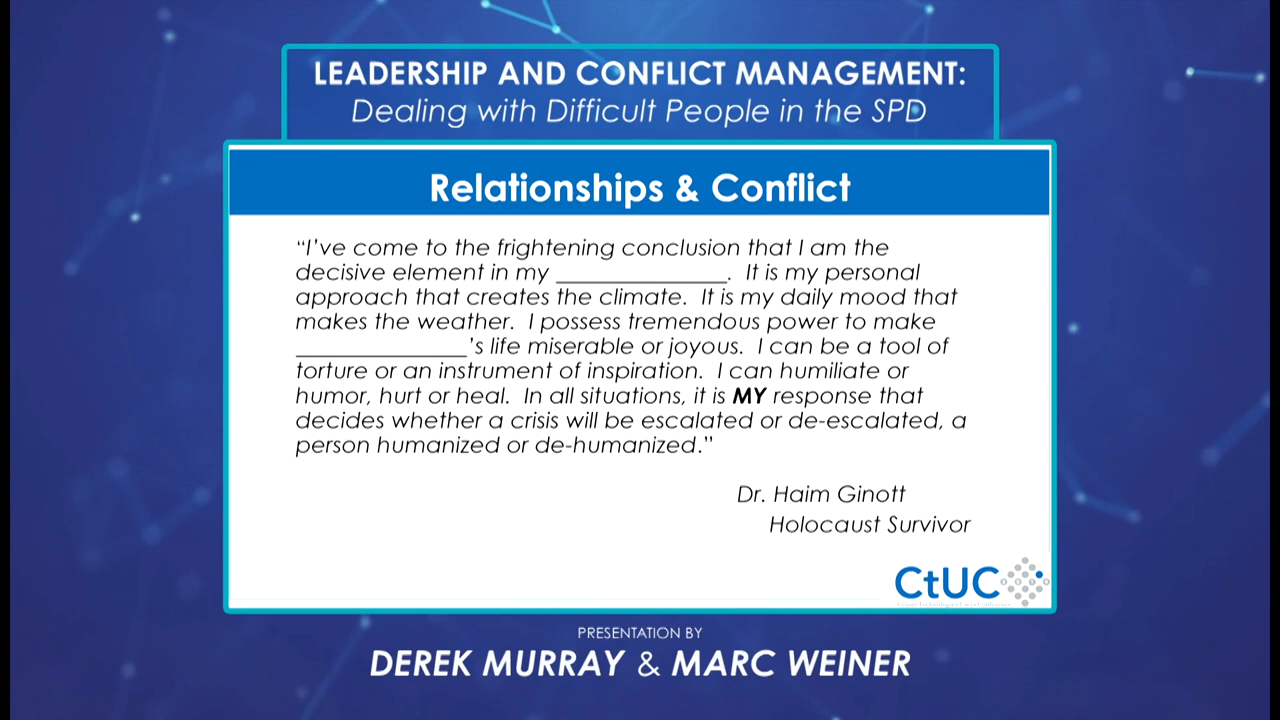 LEADERSHIP AND CONFLICT MANAGEMENT:
Dealing with Difficult People in the SPD
Relationships & Conflict
“I’ve come to the frightening conclusion that I am the
decisive element in my ______________.  It is my personal
approach that creates the climate.  It is my daily mood that
makes the weather.  I possess tremendous power to make
______________’s life miserable or joyous.  I can be a tool of
torture or an instrument of inspiration.  I can humiliate or
humor, hurt or heal.  In all situations, it is MY response that
decides whether a crisis will be escalated or de-escalated, a
person humanized or de-humanized.”
Dr. Haim Ginott
Holocaust Survivor
CtUC
PRESENTATION BY
DEREK MURRAY & MARC WEINER